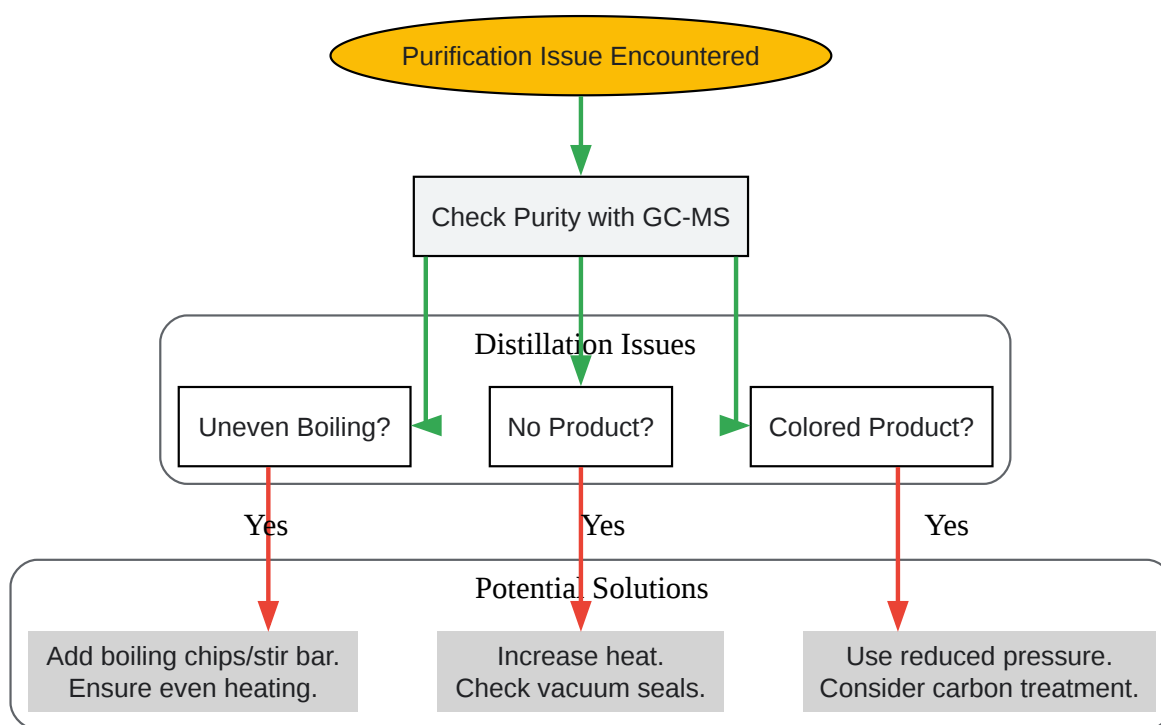 Purification Issue Encountered
Check Purity with GC-MS
Distillation Issues
Uneven Boiling?
No Product?
Colored Product?
Yes
Yes
Yes
Potential Solutions
Add boiling chips/stir bar.
Ensure even heating.
Increase heat.
Check vacuum seals.
Use reduced pressure.
Consider carbon treatment.